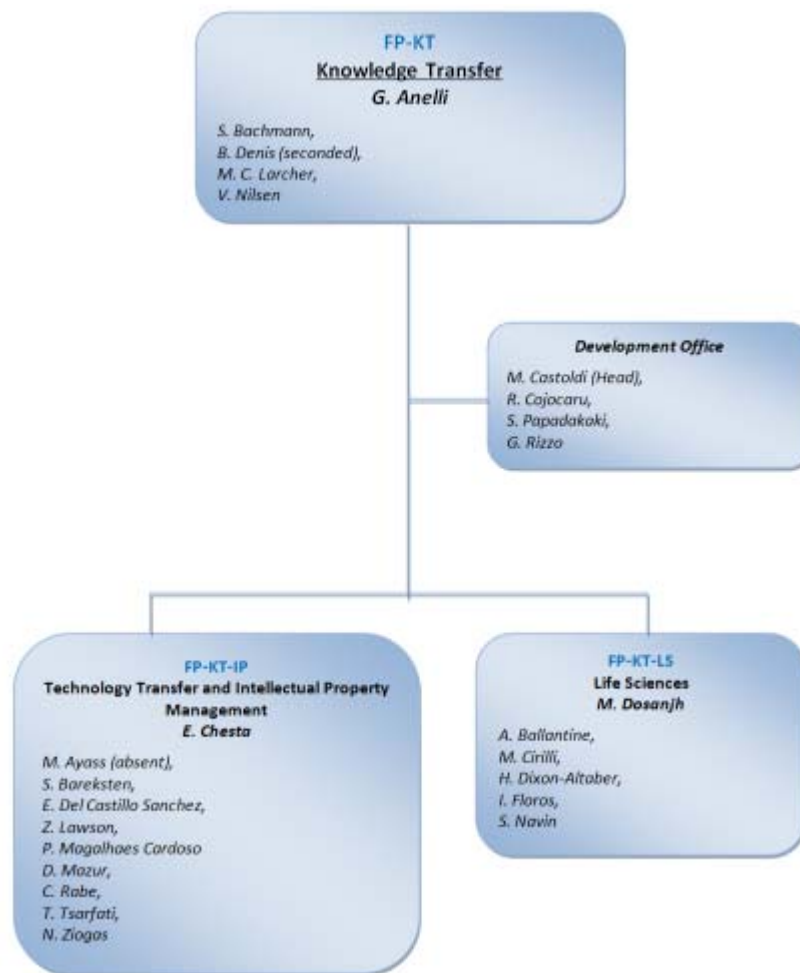 FP-KT
Knowledge Transfer
G. Anelli
S. Bachmann,
B. Denis (seconded),
M. C. Larcher,
V. Nilsen
Development Office
M. Castoldi (Head),
R. Cojocaru,
S. Papadakaki,
G. Rizzo
FP-KT-IP
Technology Transfer and Intellectual Property
Management
E. Chesta
M. Ayass (absent),
S. Bareksten,
E. Del Castillo Sanchez,
Z. Lawson,
P. Magalhaes Cardoso
D. Mazur,
C. Rabe,
T. Tsarfati,
N. Ziogas
FP-KT-LS
Life Sciences
M. Dosanjh
A. Ballantine,
M. Cirilli,
H. Dixon-Altaber,
I. Floros,
S. Navin